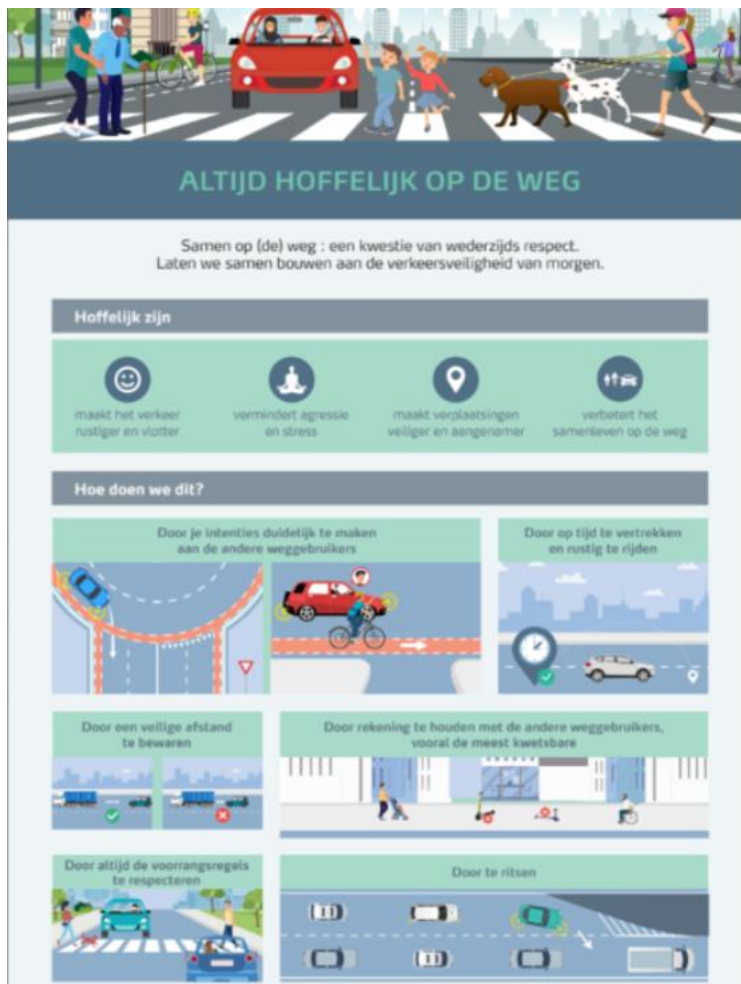 ALTIJD HOFFELIJK OP DE WEG
Samen op (de) weg : een kwestie van wederzijds respect.
Laten we samen bouwen aan de verkeersveiligheid van morgen.
Hoffelijk zijn
maakt het verkeer
rustiger en vlotter
vermindert agressie
en stress
maakt verplaatsingen
veiliger en aangenamer
verbetert het
samenleven op de weg
Hoe doen we dit?
Door je intenties duidelijk te maken
aan de andere weggebruikers
Door op tijd te vertrekken
en rustig te rijden
Door een veilige afstand
te bewaren
Door rekening te houden met de andere weggebruikers,
vooral de meest kwetsbare
Door altijd de voorrangsregels
te respecteren
Door te ritsen